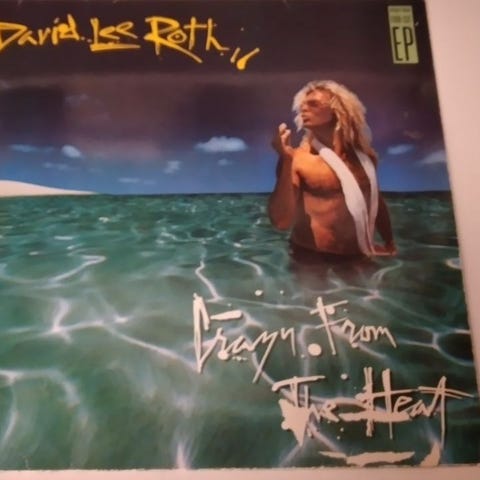 David Lee Roth
EP
Crazy From
The Heat